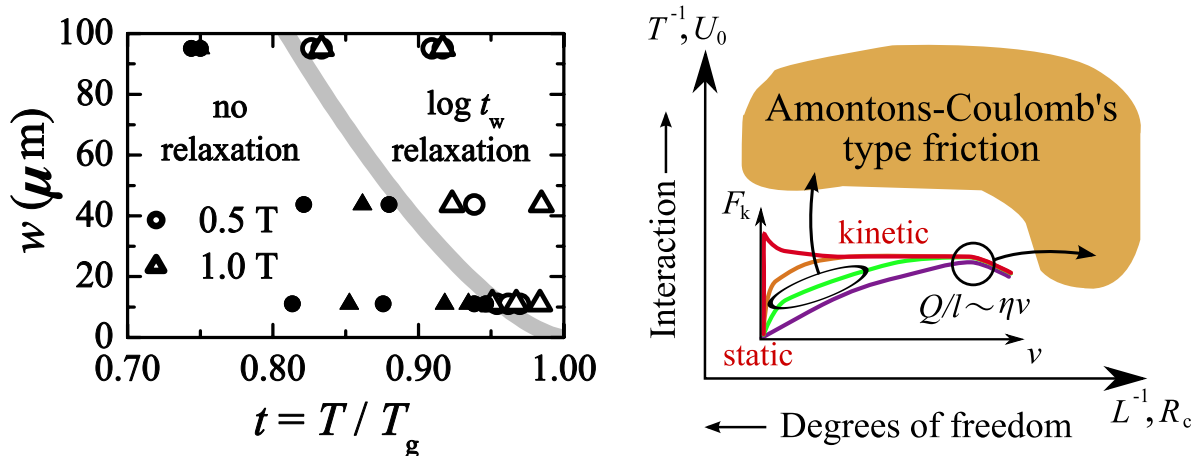 100
80
60
40
20
0
w (μm)
no
relaxation
log t_w
relaxation
0.5 T
1.0 T
0.70
0.80
0.90
1.00
t = T / T_g
T⁻¹, U₀
Interaction
Amontons-Coulomb's
type friction
F_k
kinetic
Q/l ~ ηv
static
v
L⁻¹, R_c
Degrees of freedom